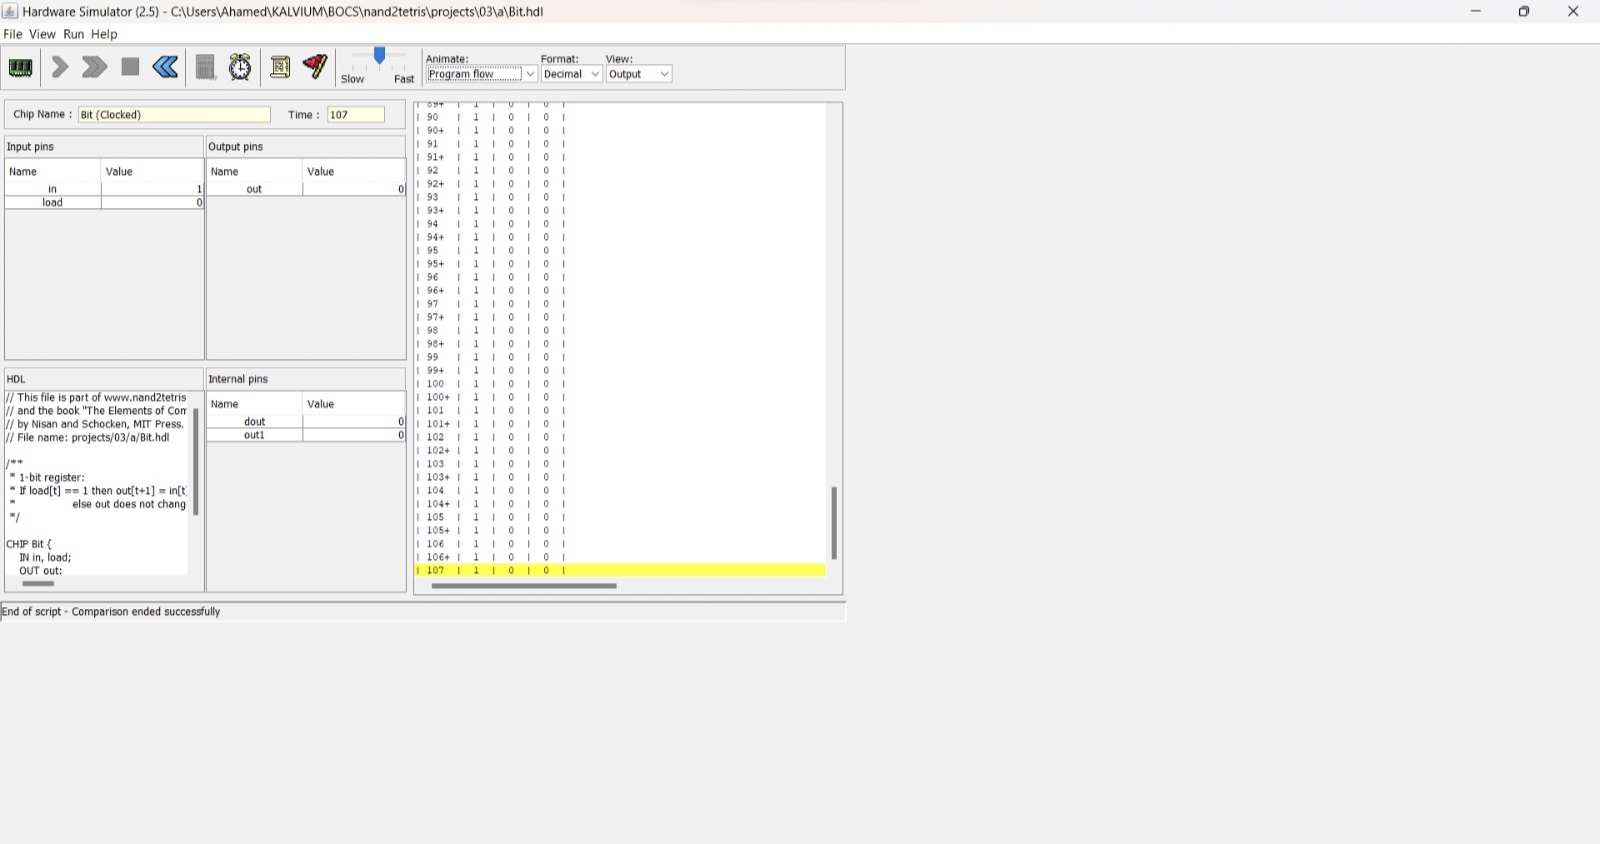 Hardware Simulator (2.5) - C:\Users\Ahamed\KALVIUM\BOCS\nand2tetris\projects\03\a\Bit.hdl
File View Run Help
Slow Fast
Animate: Format: View:
Program flow Decimal Output
Chip Name : Bit (Clocked) Time : 107
Input pins
Name Value
in 1
load 0
Output pins
Name Value
out 0
HDL
// This file is part of www.nand2tetris
// and the book "The Elements of Com
// by Nisan and Schocken, MIT Press.
// File name: projects/03/a/Bit.hdl
/**
* 1-bit register:
* If load[t] == 1 then out[t+1] = in[t]
* else out does not chang
*/
CHIP Bit {
IN in, load;
OUT out;
Internal pins
Name Value
dout 0
out1 0
| 89+ | 1 | 0 | 0 |
| 90 | 1 | 0 | 0 |
| 90+ | 1 | 0 | 0 |
| 91 | 1 | 0 | 0 |
| 91+ | 1 | 0 | 0 |
| 92 | 1 | 0 | 0 |
| 92+ | 1 | 0 | 0 |
| 93 | 1 | 0 | 0 |
| 93+ | 1 | 0 | 0 |
| 94 | 1 | 0 | 0 |
| 94+ | 1 | 0 | 0 |
| 95 | 1 | 0 | 0 |
| 95+ | 1 | 0 | 0 |
| 96 | 1 | 0 | 0 |
| 96+ | 1 | 0 | 0 |
| 97 | 1 | 0 | 0 |
| 97+ | 1 | 0 | 0 |
| 98 | 1 | 0 | 0 |
| 98+ | 1 | 0 | 0 |
| 99 | 1 | 0 | 0 |
| 99+ | 1 | 0 | 0 |
| 100 | 1 | 0 | 0 |
| 100+ | 1 | 0 | 0 |
| 101 | 1 | 0 | 0 |
| 101+ | 1 | 0 | 0 |
| 102 | 1 | 0 | 0 |
| 102+ | 1 | 0 | 0 |
| 103 | 1 | 0 | 0 |
| 103+ | 1 | 0 | 0 |
| 104 | 1 | 0 | 0 |
| 104+ | 1 | 0 | 0 |
| 105 | 1 | 0 | 0 |
| 105+ | 1 | 0 | 0 |
| 106 | 1 | 0 | 0 |
| 106+ | 1 | 0 | 0 |
| 107 | 1 | 0 | 0 |
End of script - Comparison ended successfully